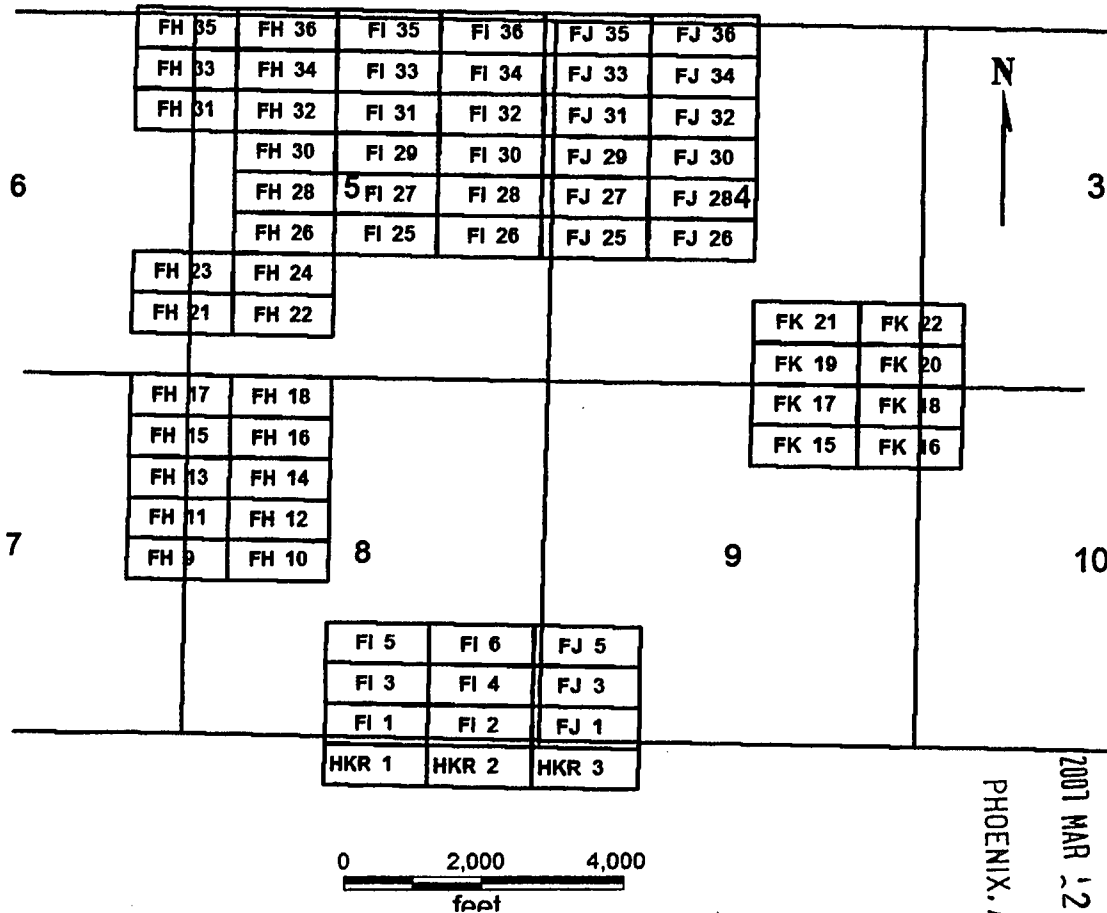 FH 35 FH 36 FI 35 FI 36 FJ 35 FJ 36
FH 33 FH 34 FI 33 FI 34 FJ 33 FJ 34
N
FH 31 FH 32 FI 31 FI 32 FJ 31 FJ 32
FH 30 FI 29 FI 30 FJ 29 FJ 30
6 FH 28 5 FI 27 FI 28 FJ 27 FJ 28 4 3
FH 26 FI 25 FI 26 FJ 25 FJ 26
FH 23 FH 24
FH 21 FH 22 FK 21 FK 22
FK 19 FK 20
FH 17 FH 18 FK 17 FK 18
FH 15 FH 16 FK 15 FK 16
FH 13 FH 14
FH 11 FH 12
7 FH 9 FH 10 8 9 10
FI 5 FI 6 FJ 5
FI 3 FI 4 FJ 3
FI 1 FI 2 FJ 1
HKR 1 HKR 2 HKR 3
0 2,000 4,000
feet
2007 MAR
PHOENIX,